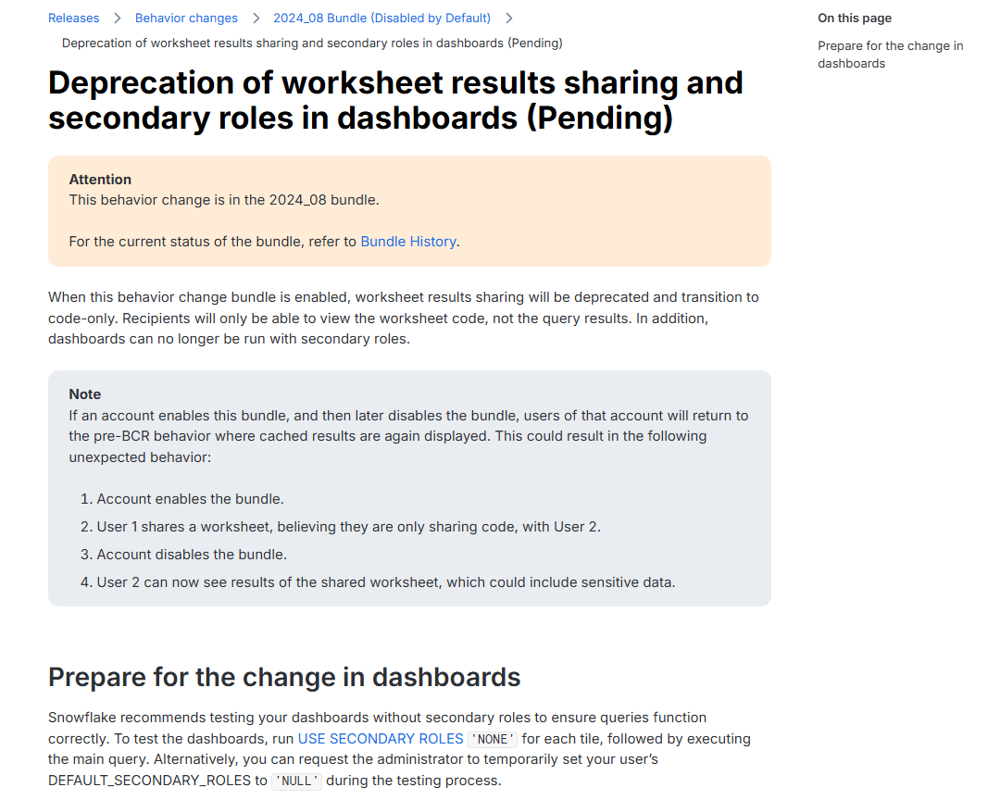 Releases > Behavior changes > 2024_08 Bundle (Disabled by Default) >
Deprecation of worksheet results sharing and secondary roles in dashboards (Pending)
Deprecation of worksheet results sharing and
secondary roles in dashboards (Pending)
Attention
This behavior change is in the 2024_08 bundle.
For the current status of the bundle, refer to Bundle History.
When this behavior change bundle is enabled, worksheet results sharing will be deprecated and transition to
code-only. Recipients will only be able to view the worksheet code, not the query results. In addition,
dashboards can no longer be run with secondary roles.
Note
If an account enables this bundle, and then later disables the bundle, users of that account will return to
the pre-BCR behavior where cached results are again displayed. This could result in the following
unexpected behavior:
1. Account enables the bundle.
2. User 1 shares a worksheet, believing they are only sharing code, with User 2.
3. Account disables the bundle.
4. User 2 can now see results of the shared worksheet, which could include sensitive data.
Prepare for the change in dashboards
Snowflake recommends testing your dashboards without secondary roles to ensure queries function
correctly. To test the dashboards, run USE SECONDARY ROLES 'NONE' for each tile, followed by executing
the main query. Alternatively, you can request the administrator to temporarily set your user’s
DEFAULT_SECONDARY_ROLES to 'NULL' during the testing process.
On this page
Prepare for the change in
dashboards